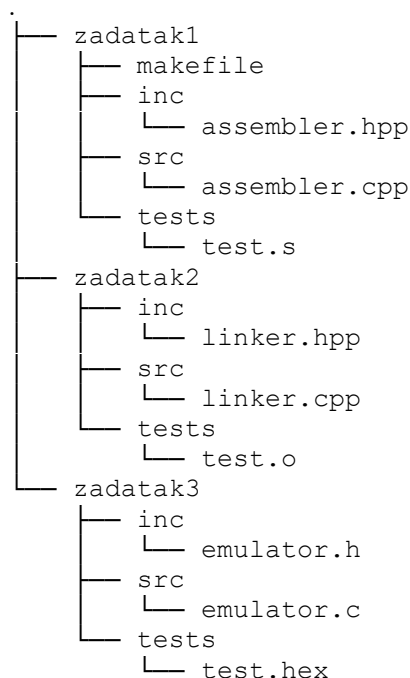 .
├── zadatak1
│   ├── makefile
│   ├── inc
│   │   └── assembler.hpp
│   ├── src
│   │   └── assembler.cpp
│   └── tests
│       └── test.s
├── zadatak2
│   ├── inc
│   │   └── linker.hpp
│   ├── src
│   │   └── linker.cpp
│   └── tests
│       └── test.o
└── zadatak3
    ├── inc
    │   └── emulator.h
    ├── src
    │   └── emulator.c
    └── tests
        └── test.hex